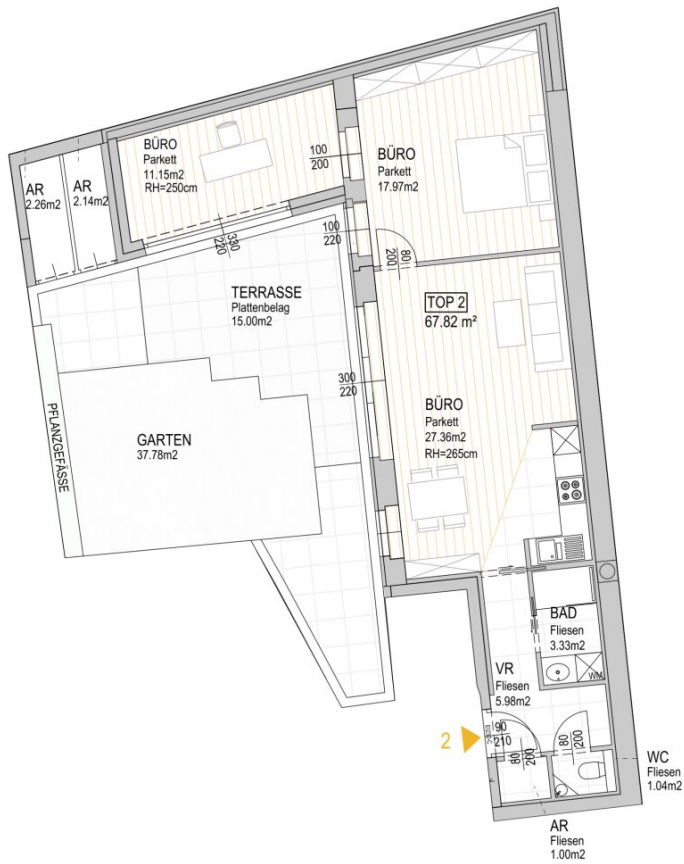 BÜRO
Parkett
11.15m2
RH=250cm
100
200
BÜRO
Parkett
17.97m2
AR
2.26m2
AR
2.14m2
330
220
100
220
80
200
TERRASSE
Plattenbelag
15.00m2
TOP 2
67.82 m²
300
220
BÜRO
Parkett
27.36m2
RH=265cm
PFLANZGEFÄSSE
GARTEN
37.78m2
BAD
Fliesen
3.33m2
WM
VR
Fliesen
5.98m2
2
90
210
80
200
80
200
WC
Fliesen
1.04m2
AR
Fliesen
1.00m2